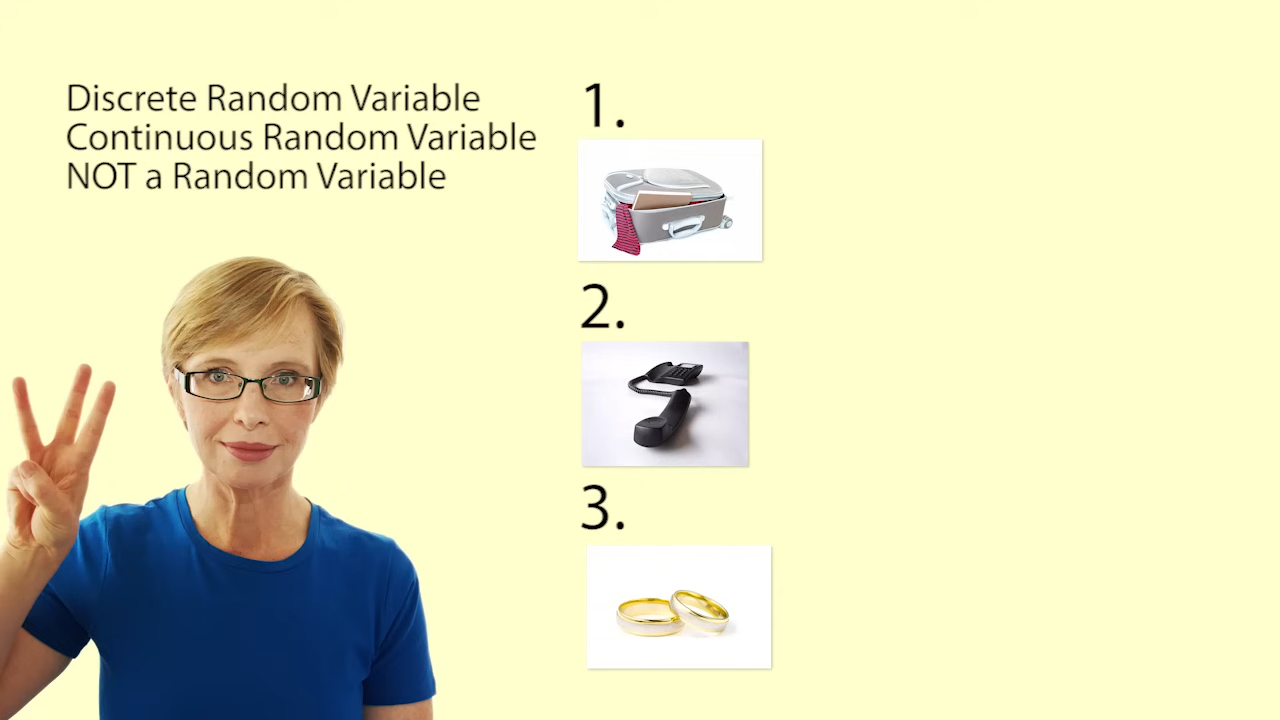 Discrete Random Variable
Continuous Random Variable
NOT a Random Variable
1.
2.
3.